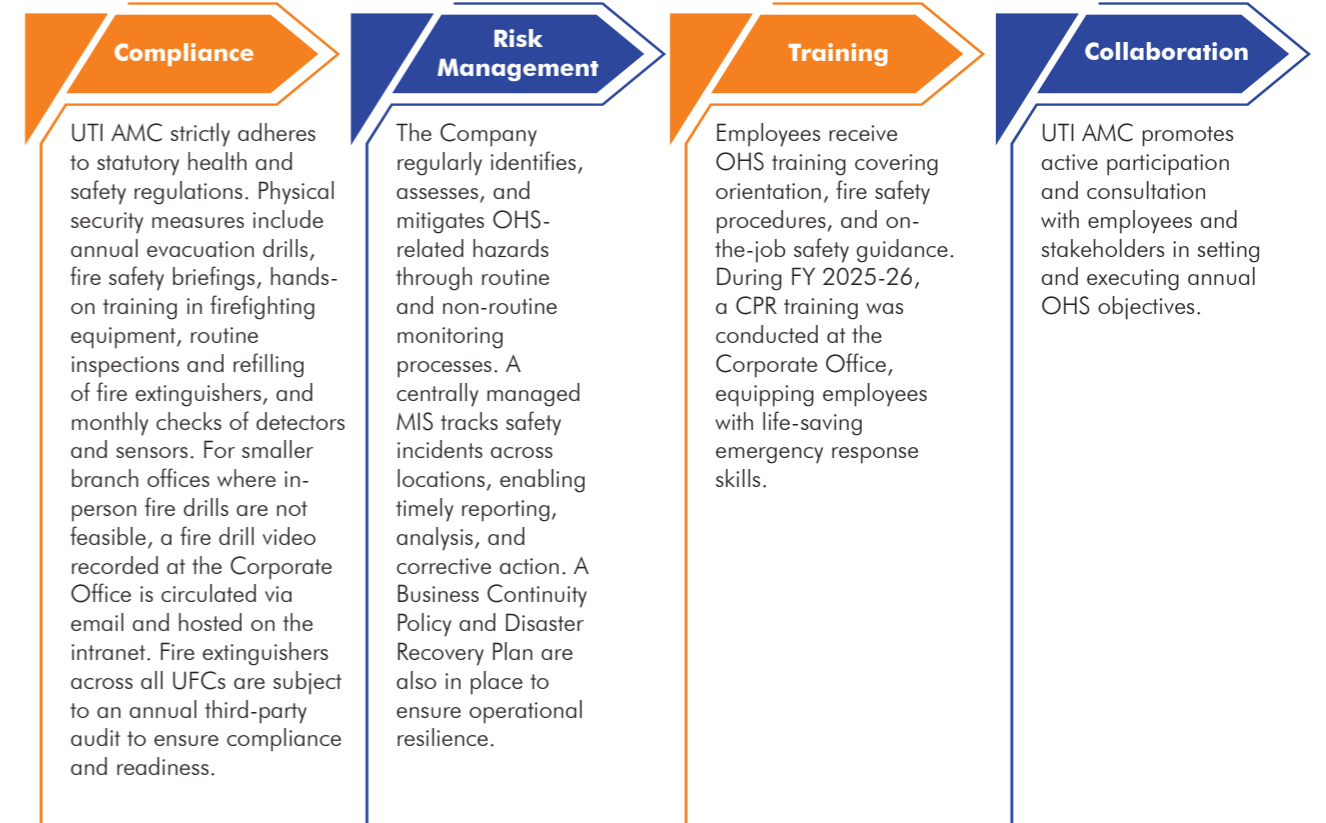 Compliance
UTI AMC strictly adheres
to statutory health and
safety regulations. Physical
security measures include
annual evacuation drills,
fire safety briefings, hands-
on training in firefighting
equipment, routine
inspections and refilling
of fire extinguishers, and
monthly checks of detectors
and sensors. For smaller
branch offices where in-
person fire drills are not
feasible, a fire drill video
recorded at the Corporate
Office is circulated via
email and hosted on the
intranet. Fire extinguishers
across all UFCs are subject
to an annual third-party
audit to ensure compliance
and readiness.
Risk
Management
The Company
regularly identifies,
assesses, and
mitigates OHS-
related hazards
through routine
and non-routine
monitoring
processes. A
centrally managed
MIS tracks safety
incidents across
locations, enabling
timely reporting,
analysis, and
corrective action. A
Business Continuity
Policy and Disaster
Recovery Plan are
also in place to
ensure operational
resilience.
Training
Employees receive
OHS training covering
orientation, fire safety
procedures, and on-
the-job safety guidance.
During FY 2025-26,
a CPR training was
conducted at the
Corporate Office,
equipping employees
with life-saving
emergency response
skills.
Collaboration
UTI AMC promotes
active participation
and consultation
with employees and
stakeholders in setting
and executing annual
OHS objectives.